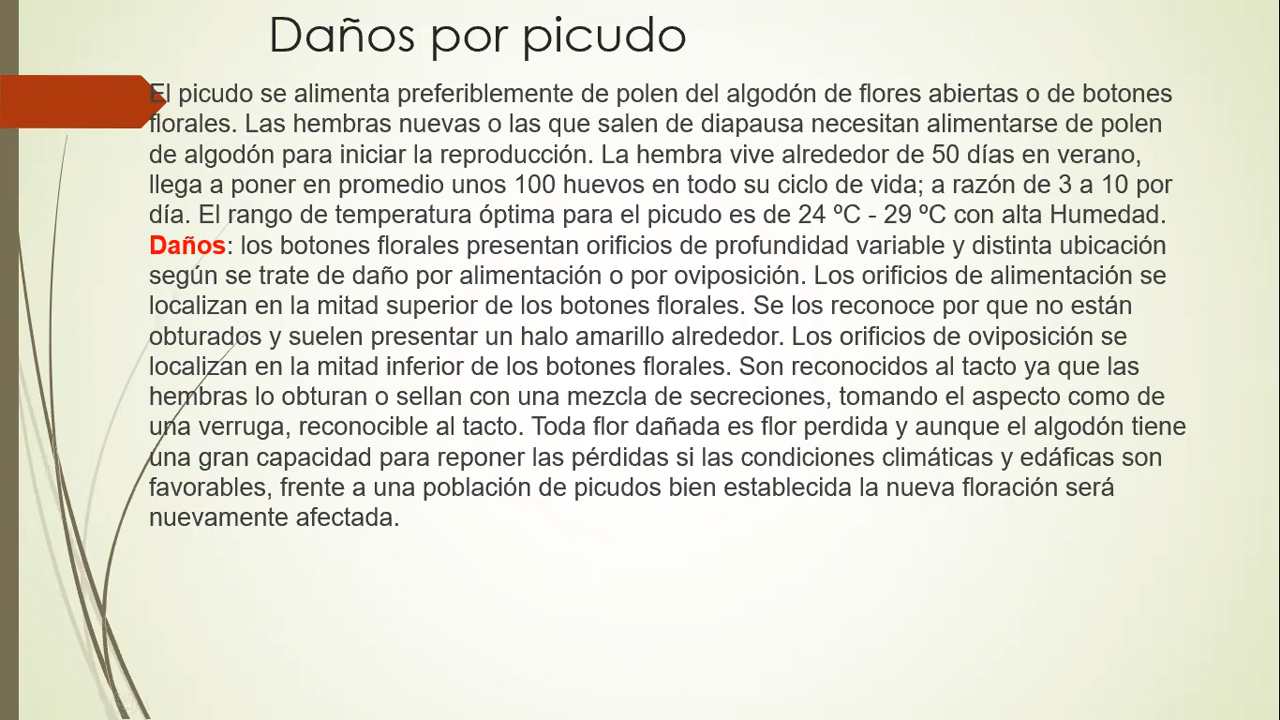 Daños por picudo
El picudo se alimenta preferiblemente de polen del algodón de flores abiertas o de botones
florales. Las hembras nuevas o las que salen de diapausa necesitan alimentarse de polen
de algodón para iniciar la reproducción. La hembra vive alrededor de 50 días en verano,
llega a poner en promedio unos 100 huevos en todo su ciclo de vida; a razón de 3 a 10 por
día. El rango de temperatura óptima para el picudo es de 24 ºC - 29 ºC con alta Humedad.
Daños: los botones florales presentan orificios de profundidad variable y distinta ubicación
según se trate de daño por alimentación o por oviposición. Los orificios de alimentación se
localizan en la mitad superior de los botones florales. Se los reconoce por que no están
obturados y suelen presentar un halo amarillo alrededor. Los orificios de oviposición se
localizan en la mitad inferior de los botones florales. Son reconocidos al tacto ya que las
hembras lo obturan o sellan con una mezcla de secreciones, tomando el aspecto como de
una verruga, reconocible al tacto. Toda flor dañada es flor perdida y aunque el algodón tiene
una gran capacidad para reponer las pérdidas si las condiciones climáticas y edáficas son
favorables, frente a una población de picudos bien establecida la nueva floración será
nuevamente afectada.